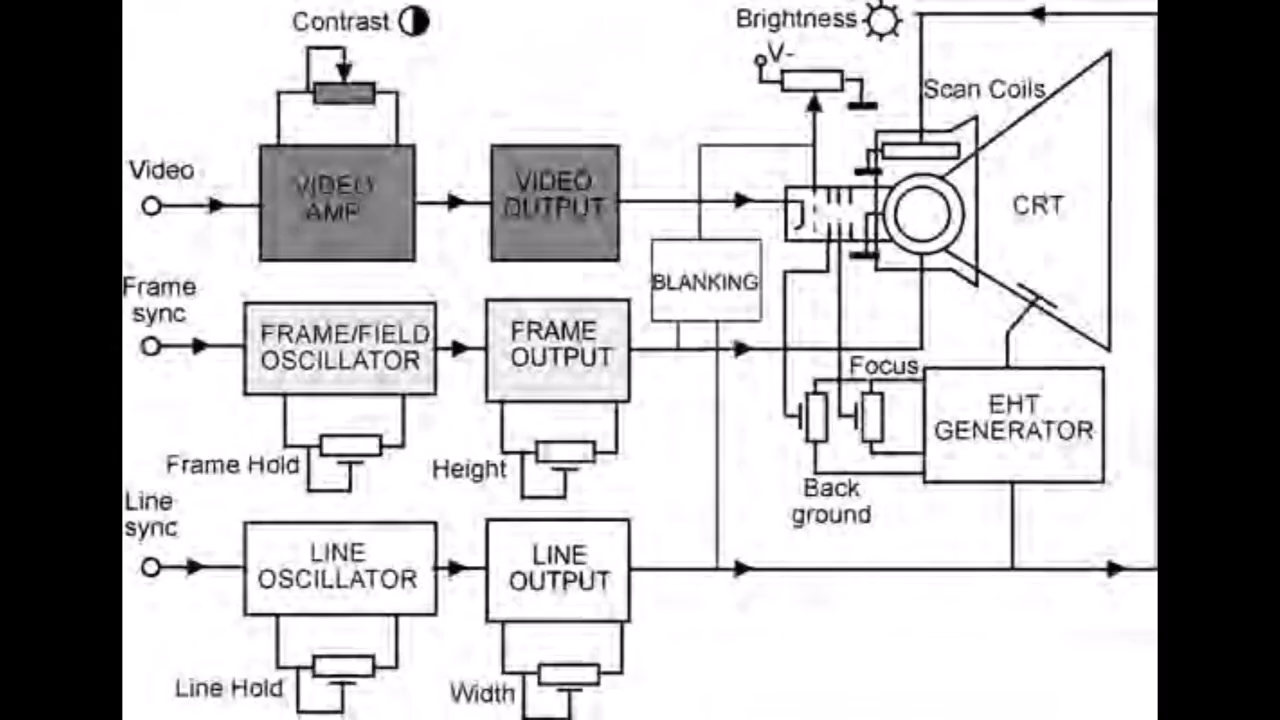 Contrast
Brightness
V-
Scan Coils
Video
VIDEO
AMP
VIDEO
OUTPUT
CRT
BLANKING
Frame
sync
FRAME/FIELD
OSCILLATOR
FRAME
OUTPUT
Focus
EHT
GENERATOR
Frame Hold
Height
Back
ground
Line
sync
LINE
OSCILLATOR
LINE
OUTPUT
Line Hold
Width